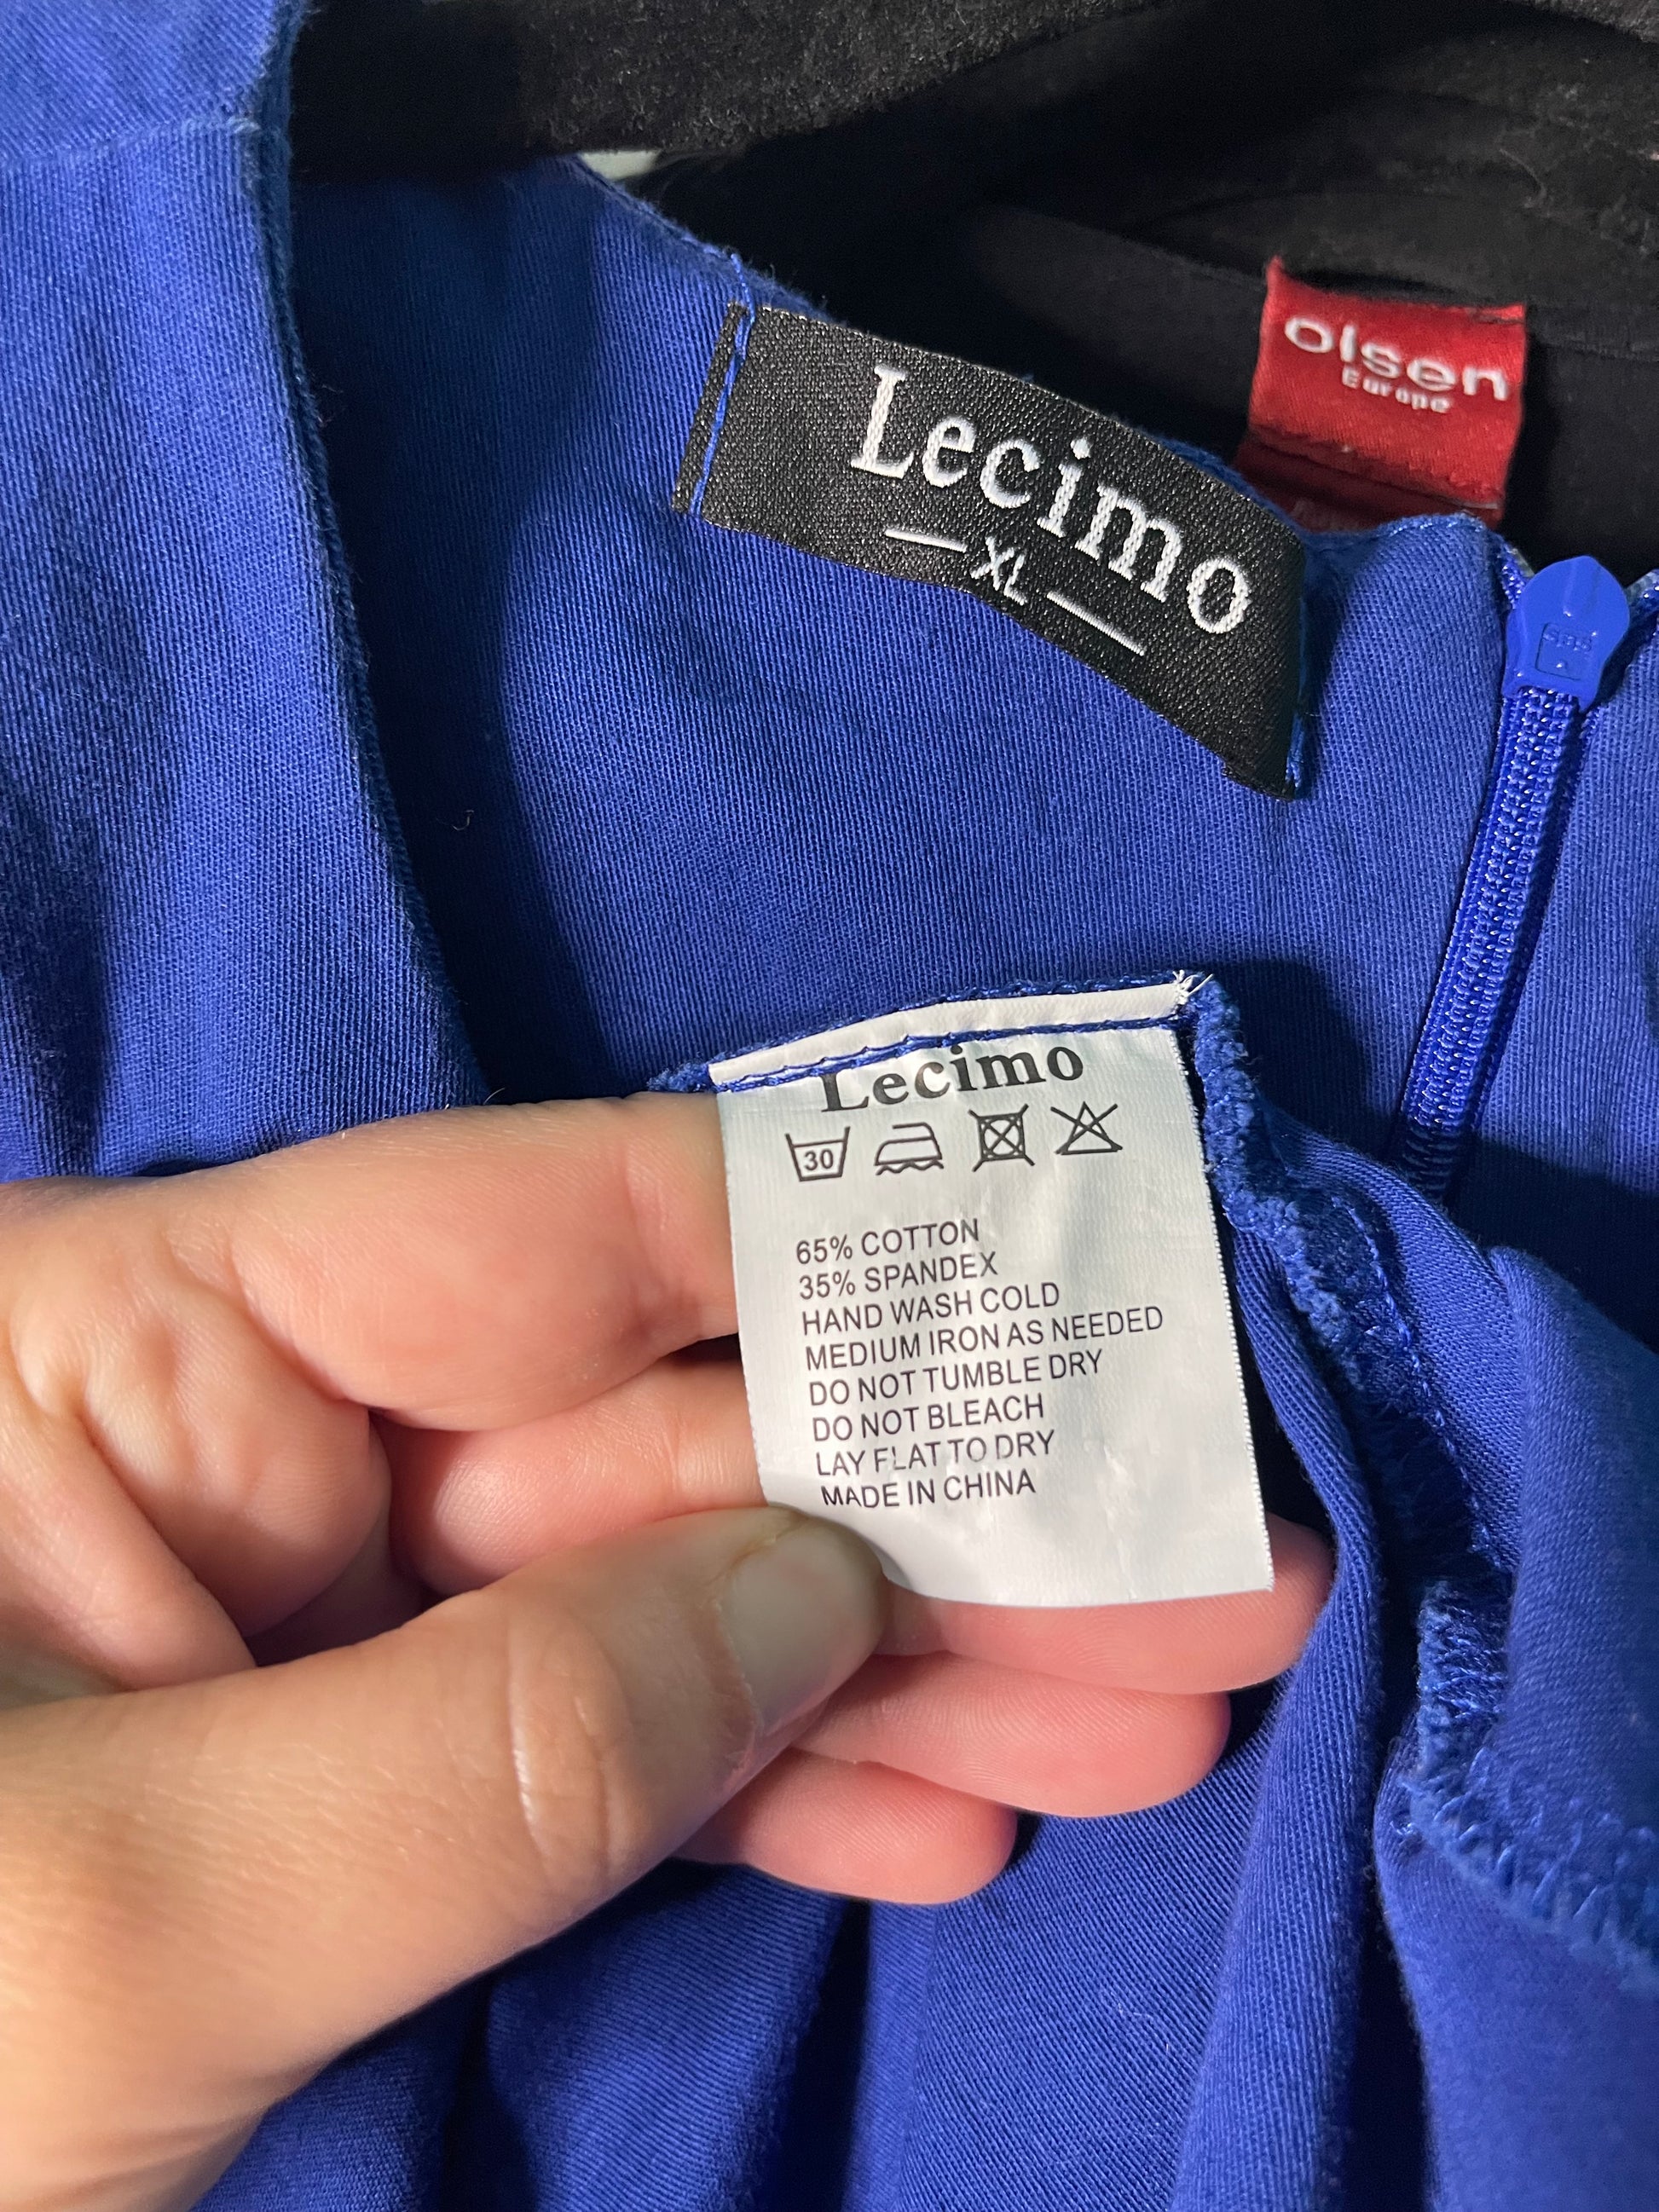 olsen
Europe
Lecimo
XL
Lecimo
30
65% COTTON
35% SPANDEX
HAND WASH COLD
MEDIUM IRON AS NEEDED
DO NOT TUMBLE DRY
DO NOT BLEACH
LAY FLAT TO DRY
MADE IN CHINA